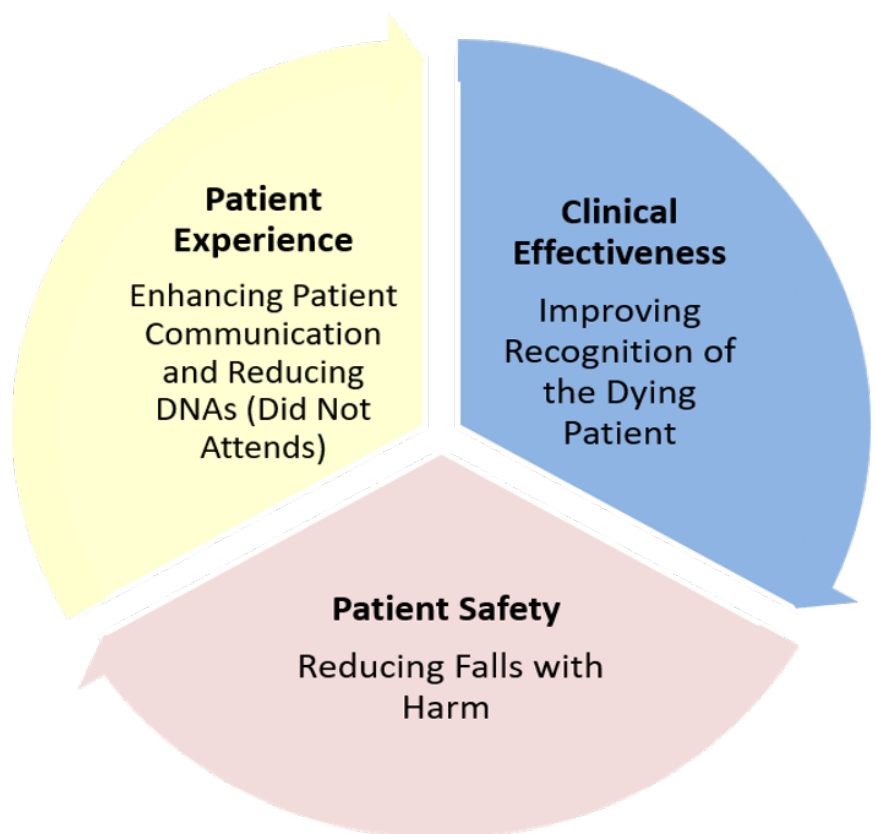 Patient
Experience
Enhancing Patient
Communication
and Reducing
DNAs (Did Not
Attends)
Clinical
Effectiveness
Improving
Recognition of
the Dying
Patient
Patient Safety
Reducing Falls with
Harm